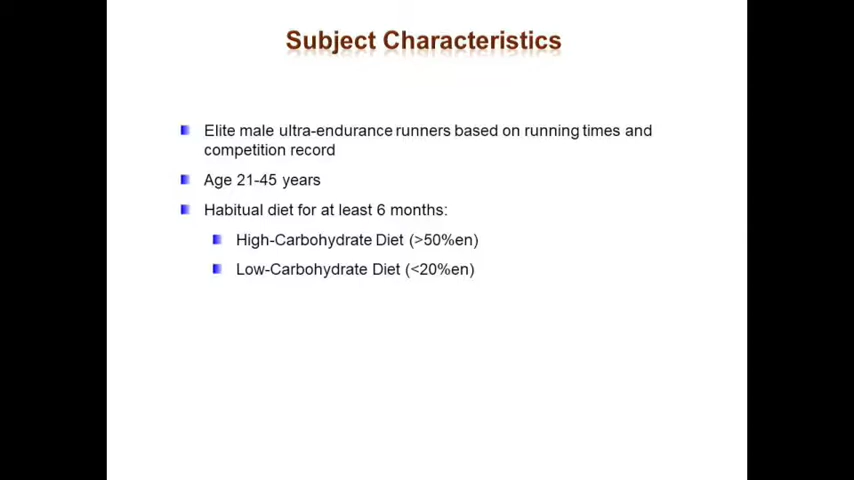 Subject Characteristics
Elite male ultra-endurance runners based on running times and
competition record
Age 21-45 years
Habitual diet for at least 6 months:
High-Carbohydrate Diet (>50%en)
Low-Carbohydrate Diet (<20%en)